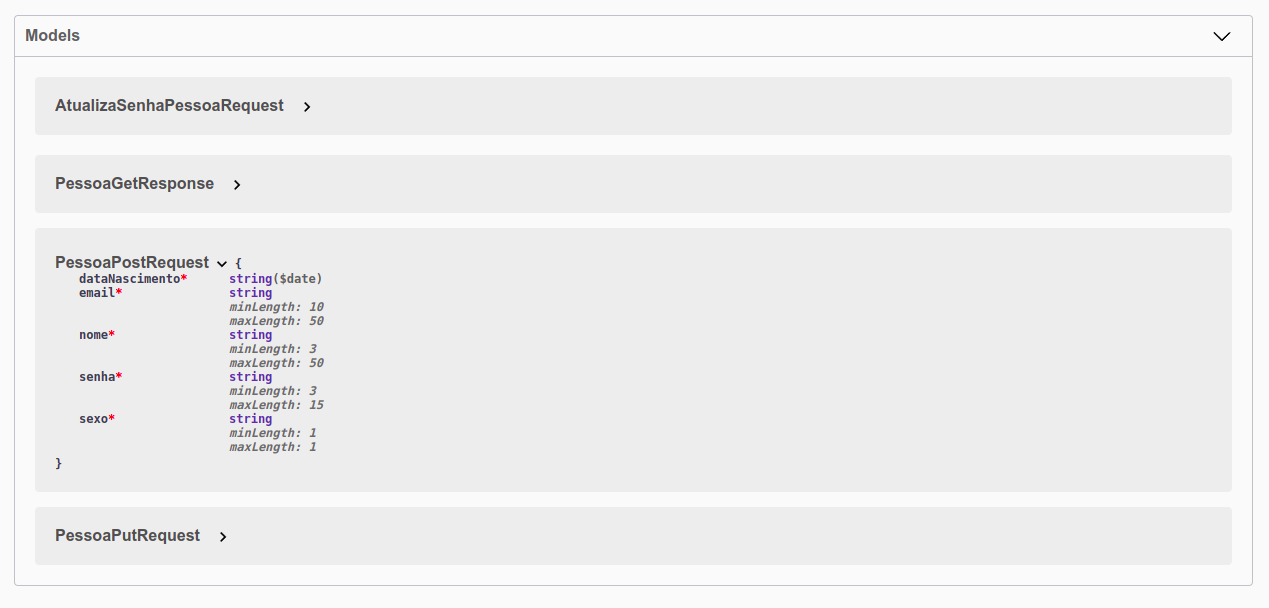 Models
AtualizaSenhaPessoaRequest
PessoaGetResponse
PessoaPostRequest {
dataNascimento* string($date)
email* string
minLength: 10
maxLength: 50
nome* string
minLength: 3
maxLength: 50
senha* string
minLength: 3
maxLength: 15
sexo* string
minLength: 1
maxLength: 1
}
PessoaPutRequest